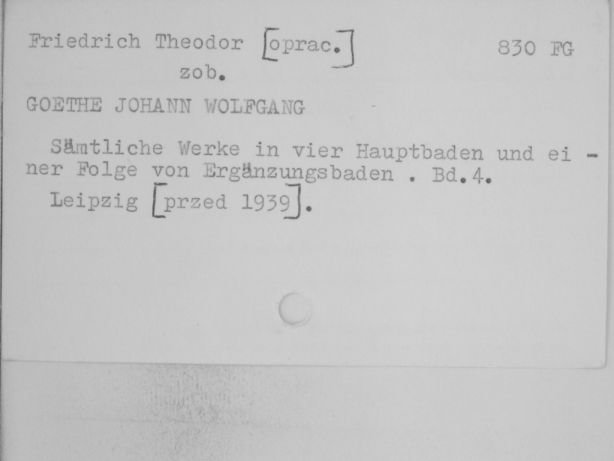 Friedrich Theodor [oprac.] 830 FG
zob.
GOETHE JOHANN WOLFGANG
Sämtliche Werke in vier Hauptbaden und ei -
ner Folge von Ergänzungsbaden . Bd.4.
Leipzig [przed 1939].